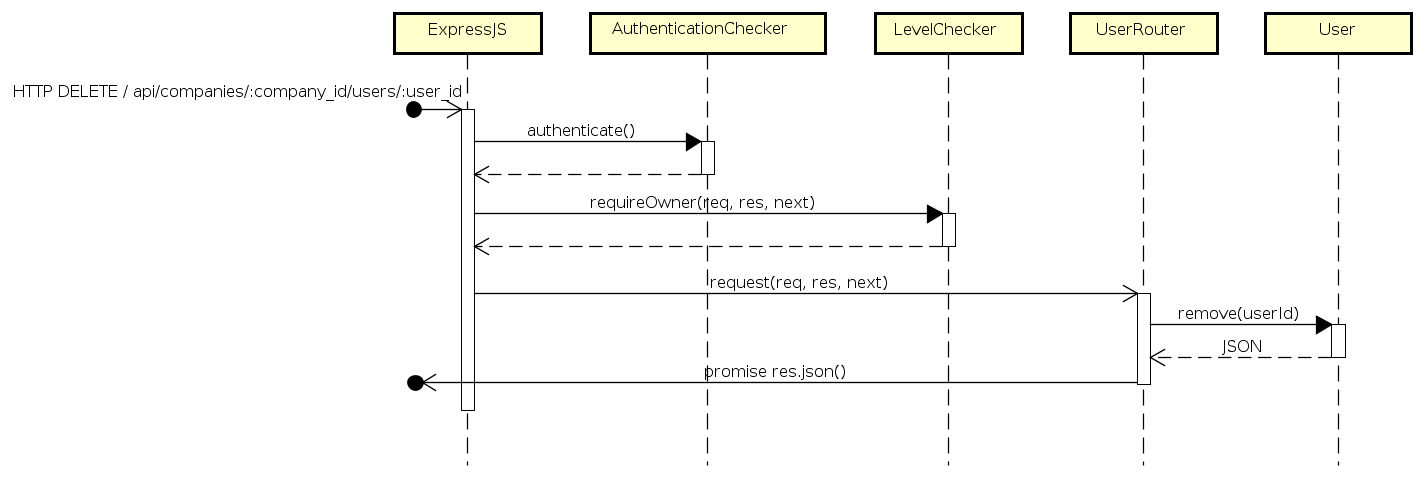 ExpressJS
AuthenticationChecker
LevelChecker
UserRouter
User
HTTP DELETE / api/companies/:company_id/users/:user_id
authenticate()
requireOwner(req, res, next)
request(req, res, next)
remove(userId)
JSON
promise res.json()